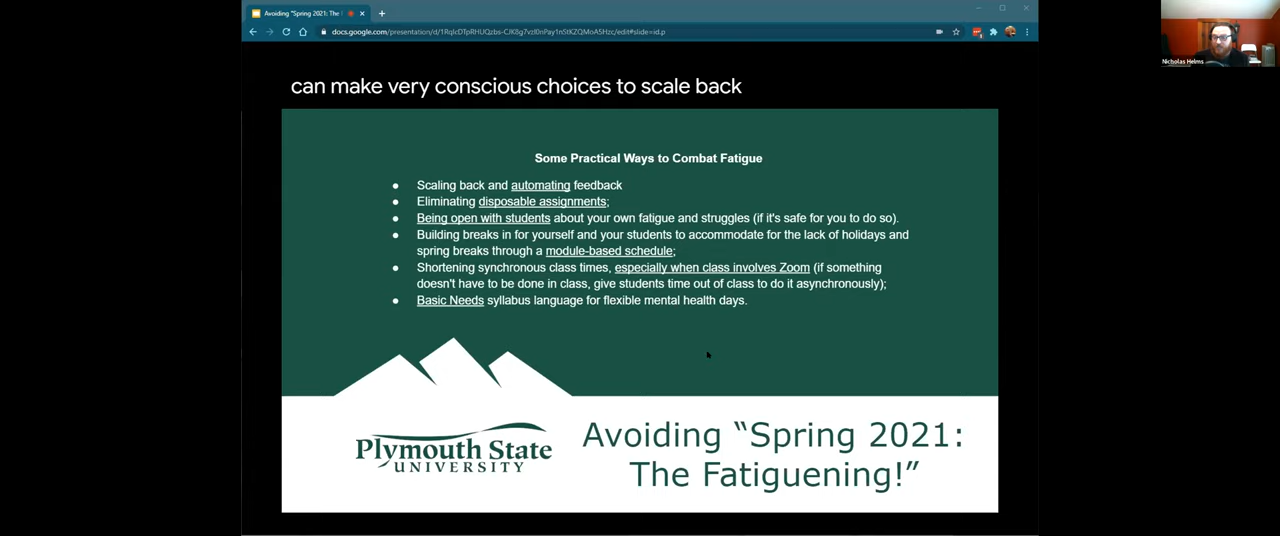 Avoiding "Spring 2021: The
docs.google.com/presentation/d/
can make very conscious choices to scale back
Some Practical Ways to Combat Fatigue
● Scaling back and automating feedback
● Eliminating disposable assignments;
● Being open with students about your own fatigue and struggles (if it's safe for you to do so).
● Building breaks in for yourself and your students to accommodate for the lack of holidays and
spring breaks through a module-based schedule;
● Shortening synchronous class times, especially when class involves Zoom (if something
doesn't have to be done in class, give students time out of class to do it asynchronously);
● Basic Needs syllabus language for flexible mental health days.
Plymouth State
UNIVERSITY
Avoiding “Spring 2021:
The Fatiguening!”
Nicholas Helms